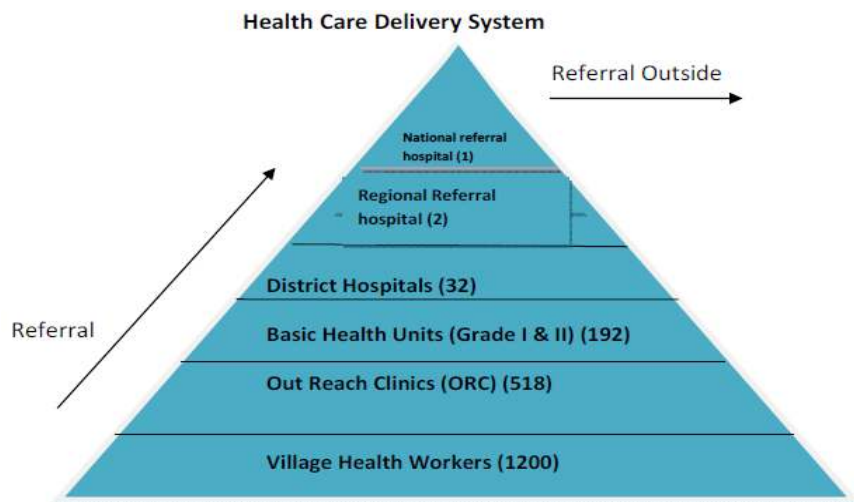 Health Care Delivery System
Referral Outside
National referral
hospital (1)
Regional Referral
hospital (2)
District Hospitals (32)
Referral
Basic Health Units (Grade I & II) (192)
Out Reach Clinics (ORC) (518)
Village Health Workers (1200)